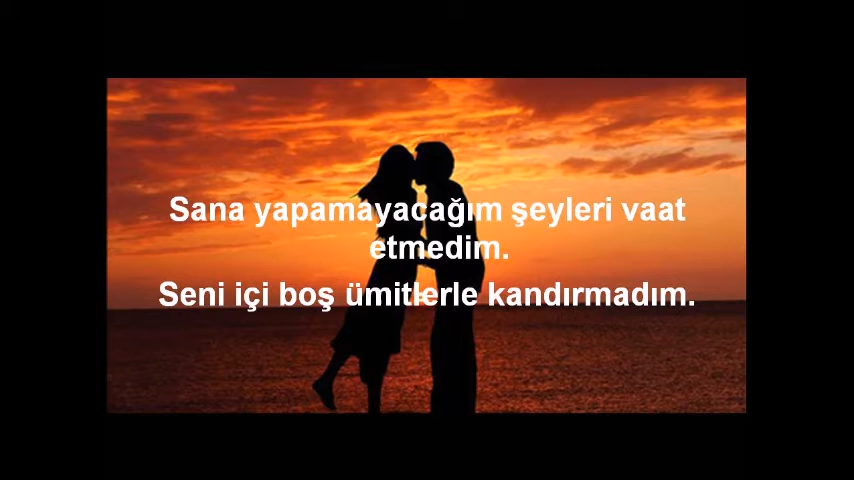 Sana yapamayacağım şeyleri vaat
etmedim.
Seni içi boş ümitlerle kandırmadım.